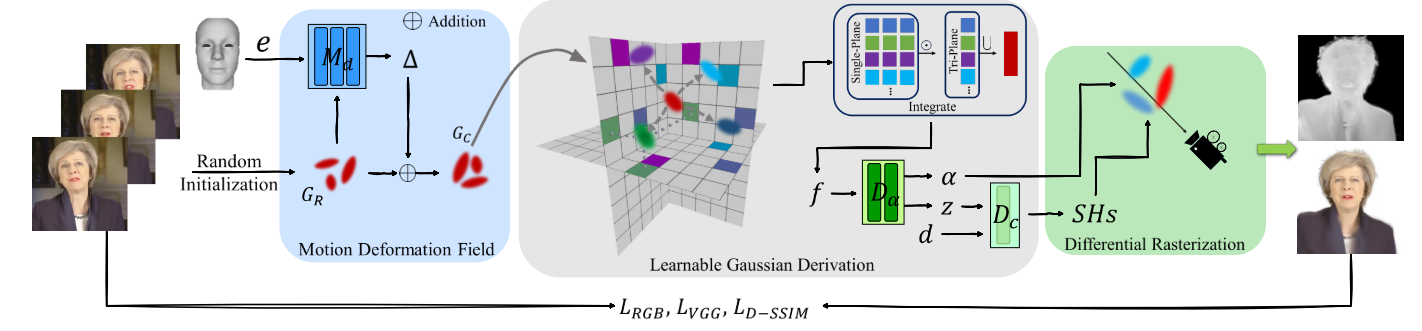 e
M_d
Δ
⊕ Addition
Random
Initialization
G_R
⊕
G_C
Motion Deformation Field
Single-Plane
...
⊙
Tri-Plane
...
∪
Integrate
f
D_α
α
z
d
D_c
SHs
Learnable Gaussian Derivation
Differential Rasterization
L_RGB, L_VGG, L_D−SSIM